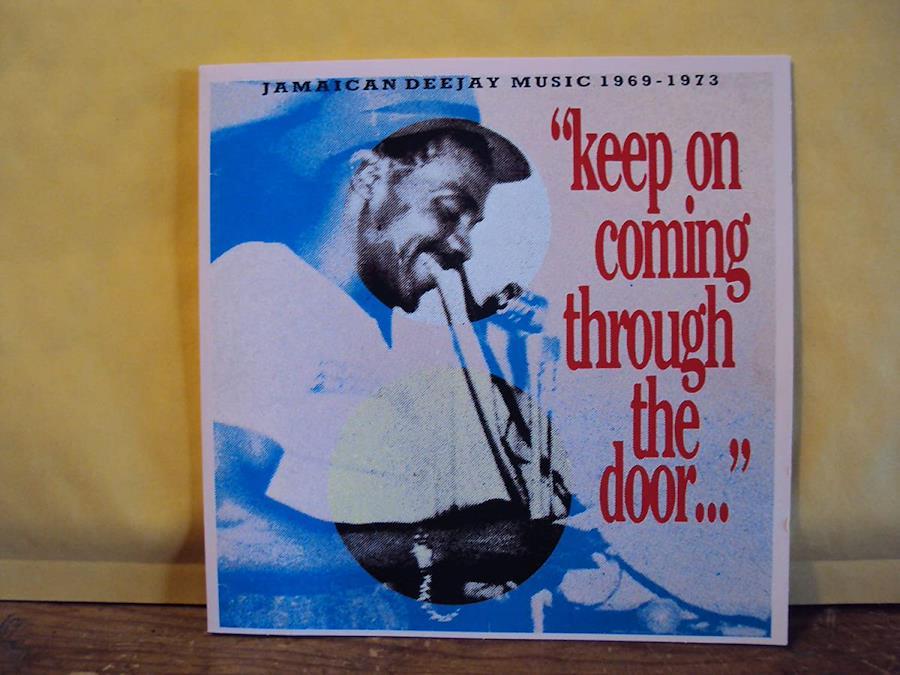 JAMAICAN DEEJAY MUSIC 1969-1973
“keep on
coming
through
the
door...”